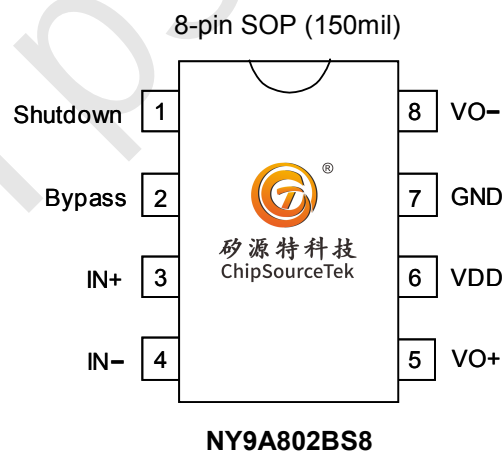 8-pin SOP (150mil)
Shutdown 1 8 VO−
Bypass 2 7 GND
IN+ 3 6 VDD
IN− 4 5 VO+
®
矽源特科技
ChipSourceTek
NY9A802BS8